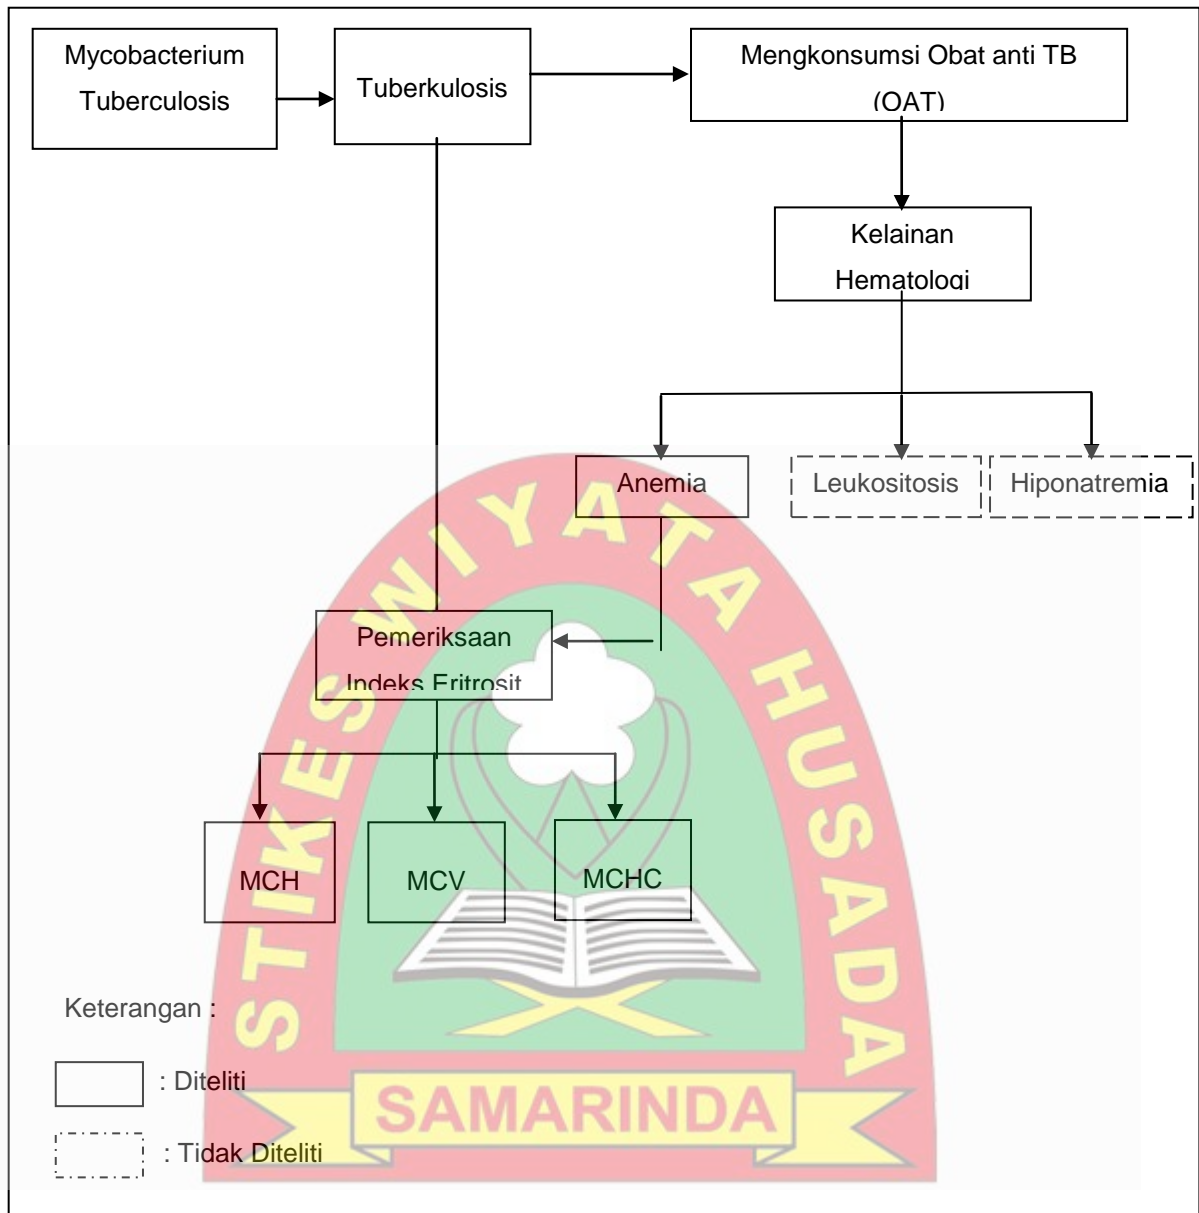 Mycobacterium
Tuberculosis
Tuberkulosis
Mengkonsumsi Obat anti TB
(OAT)
Kelainan
Hematologi
Anemia
Leukositosis
Hiponatremia
Pemeriksaan
Indeks Eritrosit
MCH
MCV
MCHC
Keterangan :
: Diteliti
: Tidak Diteliti
STIKES WIYATA HUSADA
SAMARINDA